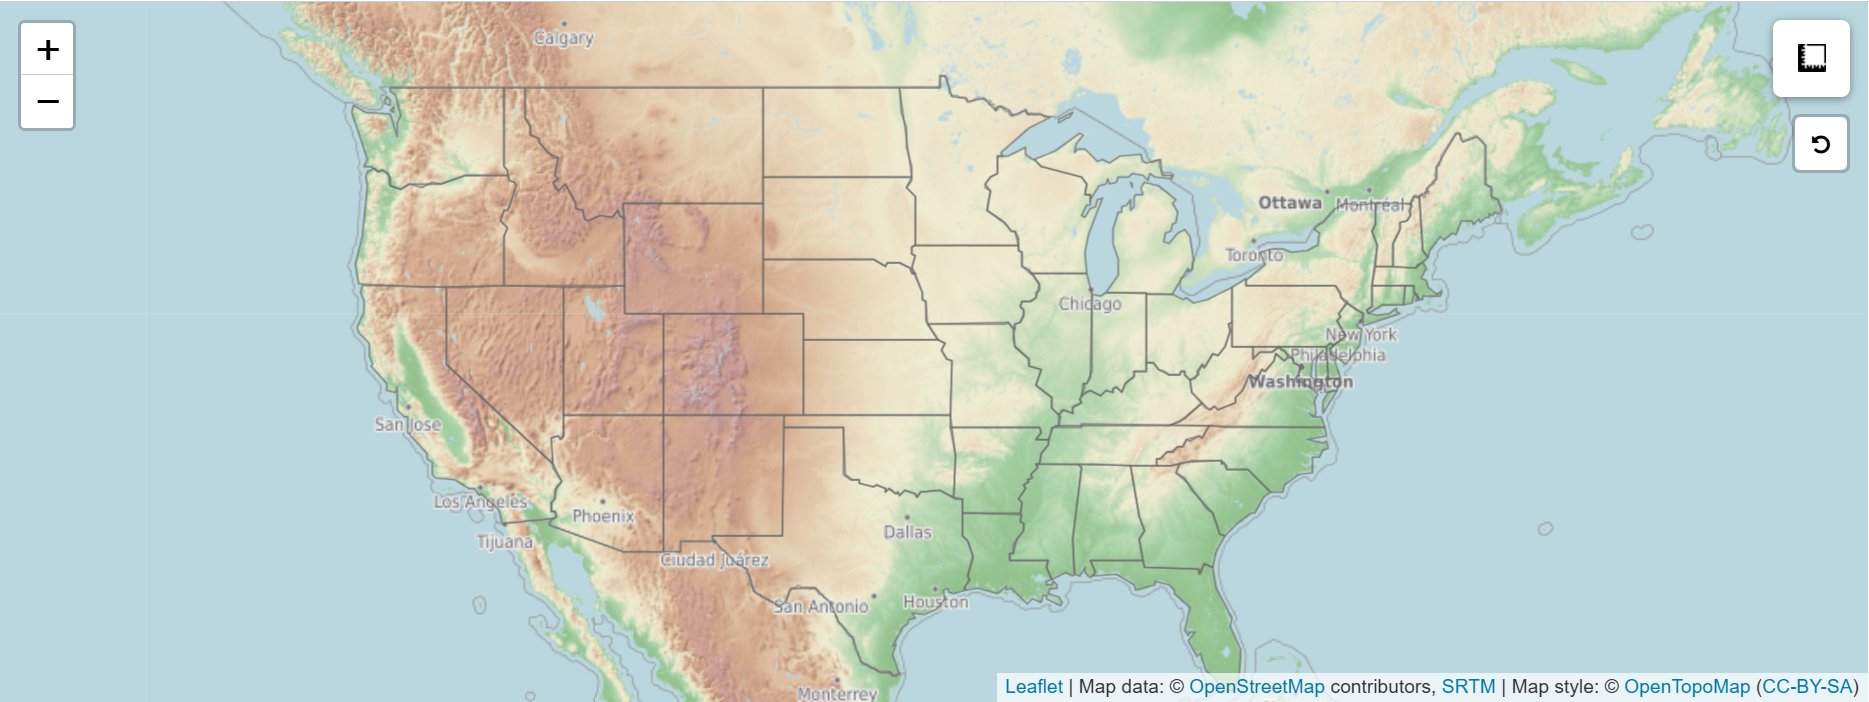 +
−
Calgary
Ottawa
Montréal
Toronto
Chicago
New York
Philadelphia
Washington
San Jose
Los Angeles
Phoenix
Tijuana
Dallas
Ciudad Juárez
San Antonio
Houston
Monterrey
Leaflet | Map data: © OpenStreetMap contributors, SRTM | Map style: © OpenTopoMap (CC-BY-SA)